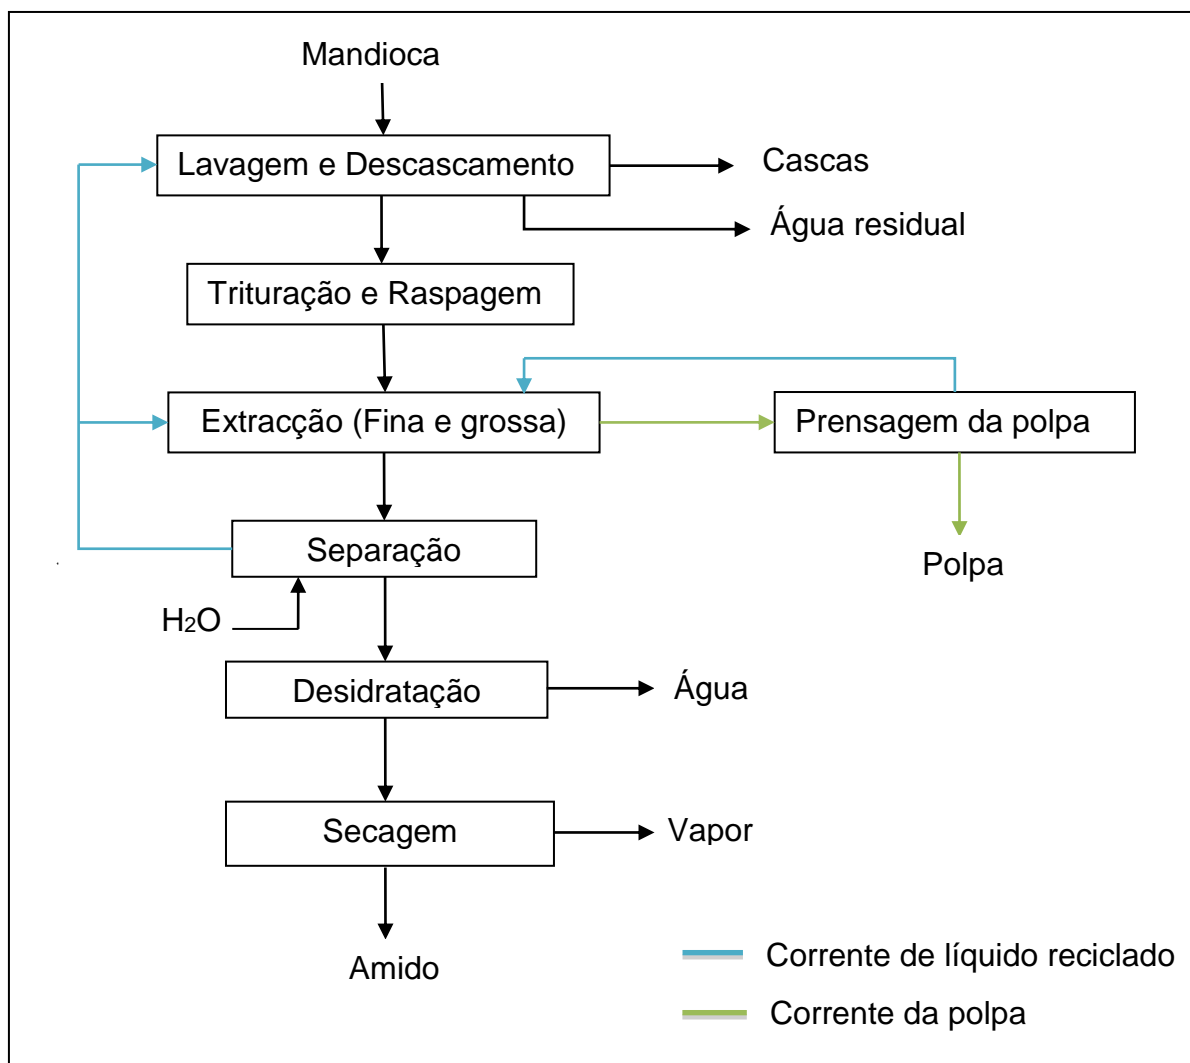 Mandioca
Lavagem e Descascamento
Cascas
Água residual
Trituração e Raspagem
Extracção (Fina e grossa)
Prensagem da polpa
Separação
Polpa
H2O
Desidratação
Água
Secagem
Vapor
Amido
Corrente de líquido reciclado
Corrente da polpa